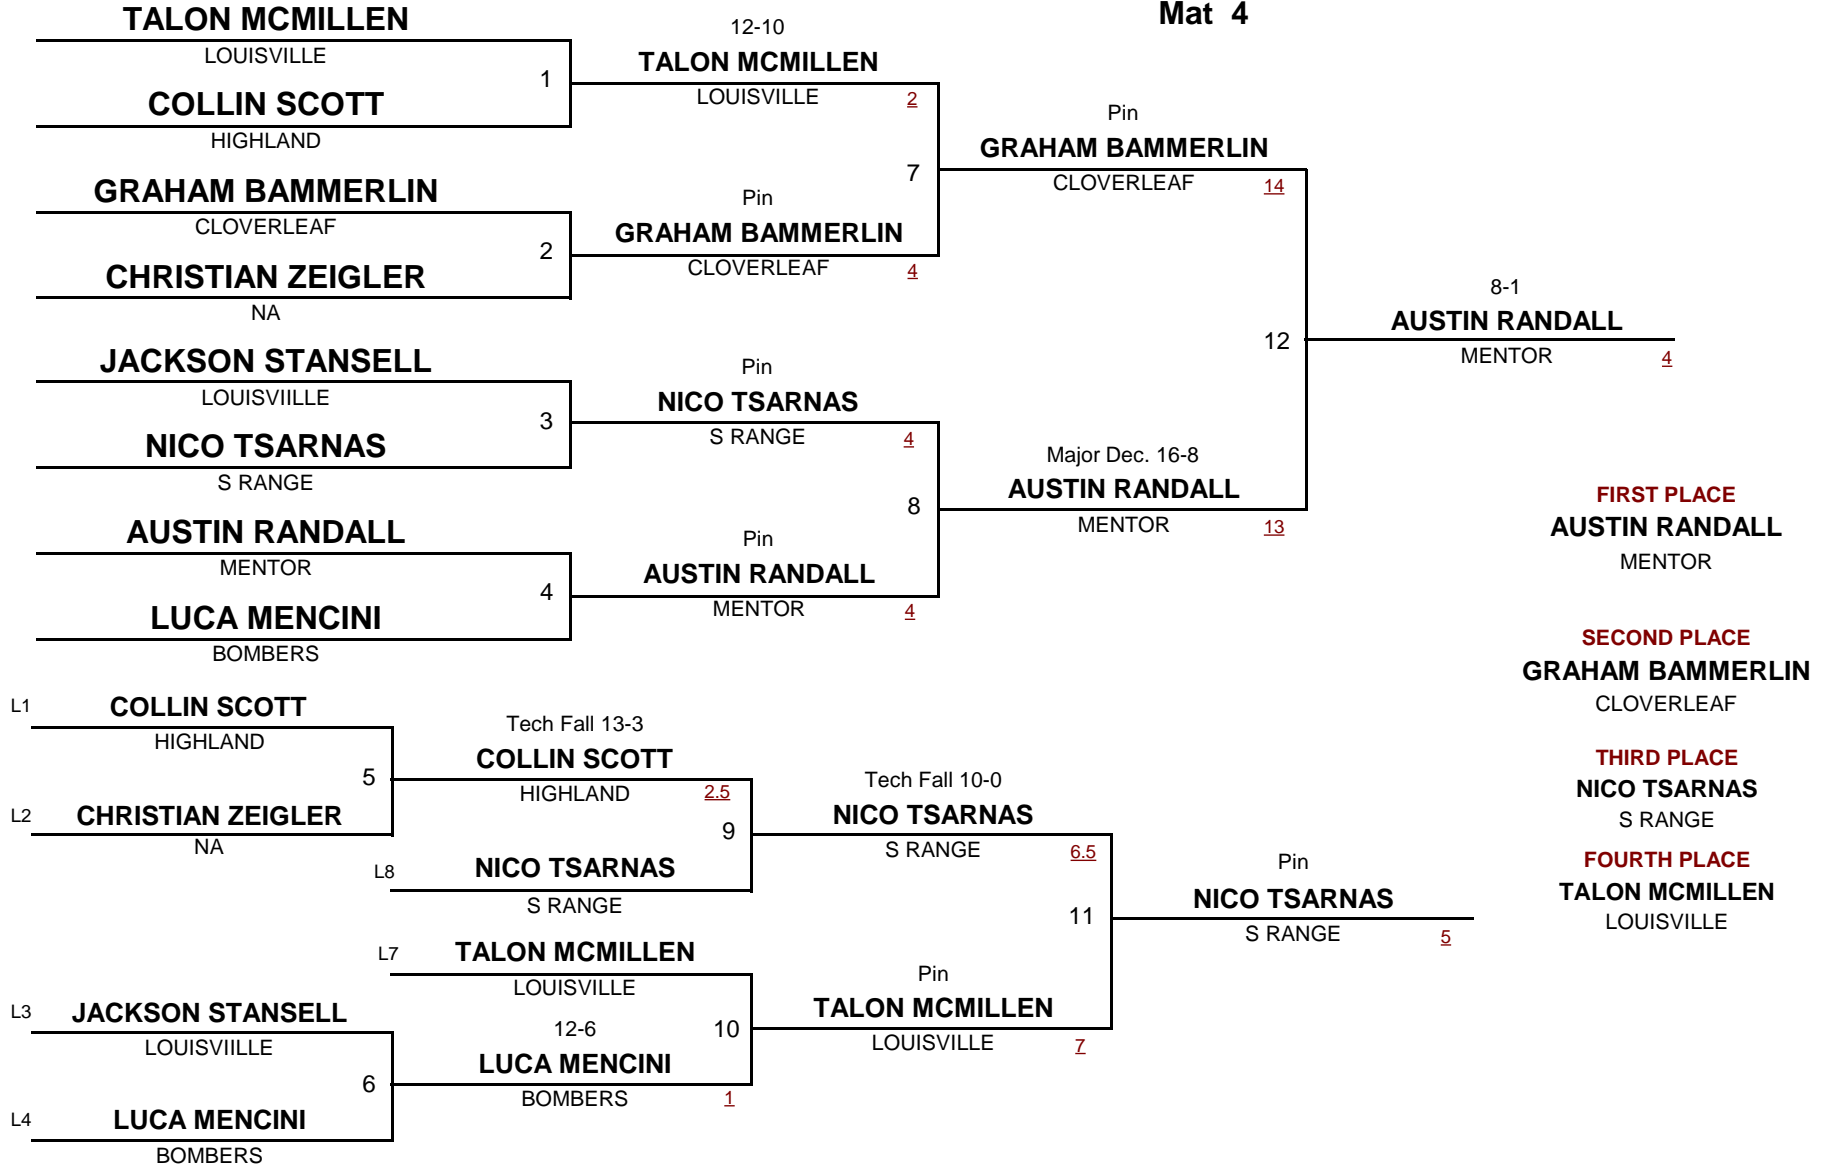 Mat 4
TALON MCMILLEN
LOUISVILLE
1
COLLIN SCOTT
HIGHLAND
GRAHAM BAMMERLIN
CLOVERLEAF
2
CHRISTIAN ZEIGLER
NA
JACKSON STANSELL
LOUISVIILLE
3
NICO TSARNAS
S RANGE
AUSTIN RANDALL
MENTOR
4
LUCA MENCINI
BOMBERS
12-10
TALON MCMILLEN
LOUISVILLE 2
7
Pin
GRAHAM BAMMERLIN
CLOVERLEAF 4
Pin
NICO TSARNAS
S RANGE 4
8
Pin
AUSTIN RANDALL
MENTOR 4
Pin
GRAHAM BAMMERLIN
CLOVERLEAF 14
12
Major Dec. 16-8
AUSTIN RANDALL
MENTOR 13
8-1
AUSTIN RANDALL
MENTOR 4
FIRST PLACE
AUSTIN RANDALL
MENTOR
SECOND PLACE
GRAHAM BAMMERLIN
CLOVERLEAF
THIRD PLACE
NICO TSARNAS
S RANGE
FOURTH PLACE
TALON MCMILLEN
LOUISVILLE
L1 COLLIN SCOTT
HIGHLAND
5
L2 CHRISTIAN ZEIGLER
NA
L3 JACKSON STANSELL
LOUISVIILLE
6
L4 LUCA MENCINI
BOMBERS
Tech Fall 13-3
COLLIN SCOTT
HIGHLAND 2.5
9
L8 NICO TSARNAS
S RANGE
L7 TALON MCMILLEN
LOUISVILLE
12-6 10
LUCA MENCINI
BOMBERS 1
Tech Fall 10-0
NICO TSARNAS
S RANGE 6.5
11
Pin
TALON MCMILLEN
LOUISVILLE 7
Pin
NICO TSARNAS
S RANGE 5